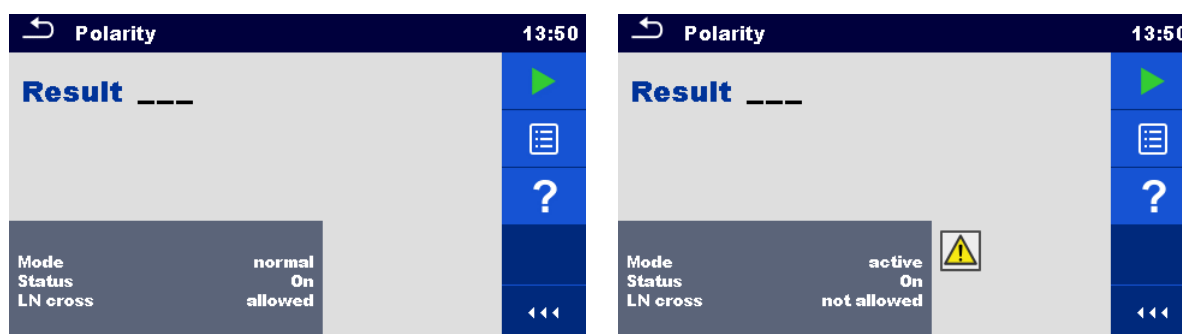 Polarity 13:50
Result ___
?
Mode normal
Status On
LN cross allowed
Polarity 13:50
Result ___
?
Mode active
Status On
LN cross not allowed